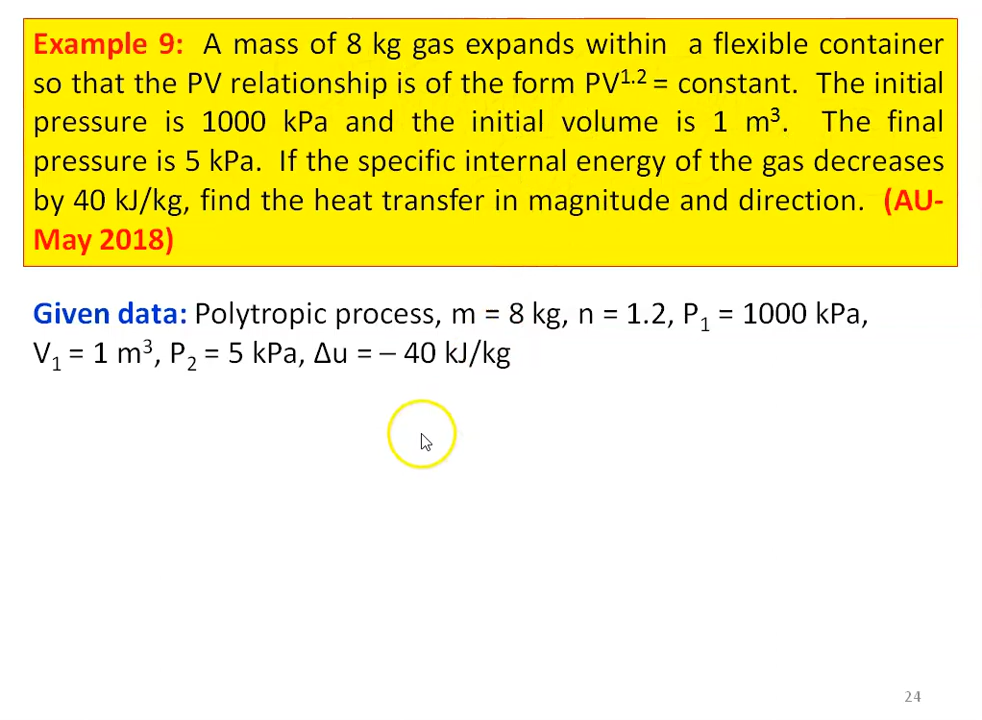 Example 9: A mass of 8 kg gas expands within a flexible container
so that the PV relationship is of the form PV¹·² = constant. The initial
pressure is 1000 kPa and the initial volume is 1 m³. The final
pressure is 5 kPa. If the specific internal energy of the gas decreases
by 40 kJ/kg, find the heat transfer in magnitude and direction. (AU-
May 2018)
Given data: Polytropic process, m = 8 kg, n = 1.2, P₁ = 1000 kPa,
V₁ = 1 m³, P₂ = 5 kPa, Δu = – 40 kJ/kg
24